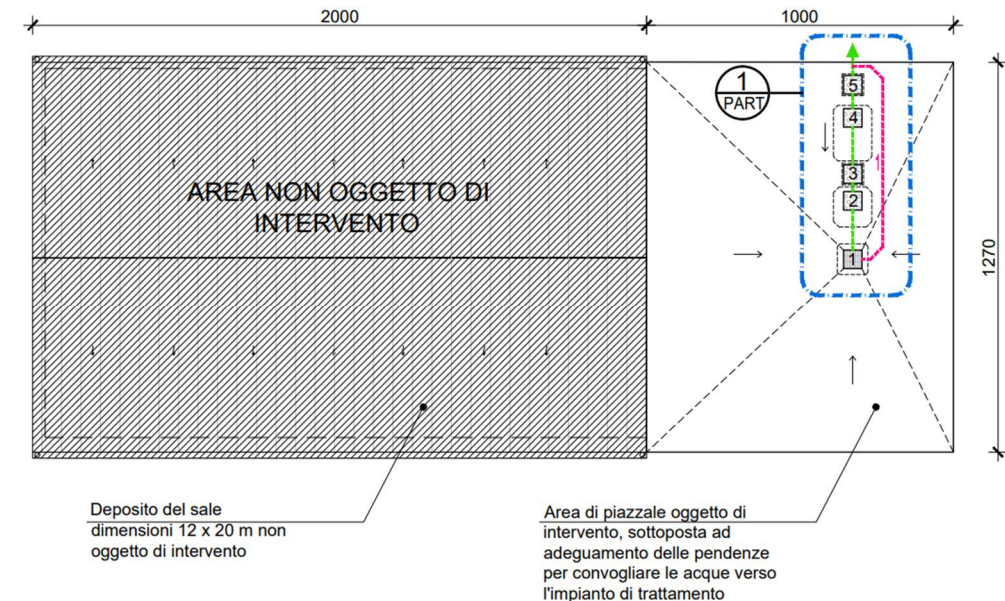 2000
1000
1
PART
5
4
3
2
1
AREA NON OGGETTO DI
INTERVENTO
1270
Deposito del sale
dimensioni 12 x 20 m non
oggetto di intervento
Area di piazzale oggetto di
intervento, sottoposta ad
adeguamento delle pendenze
per convogliare le acque verso
l'impianto di trattamento